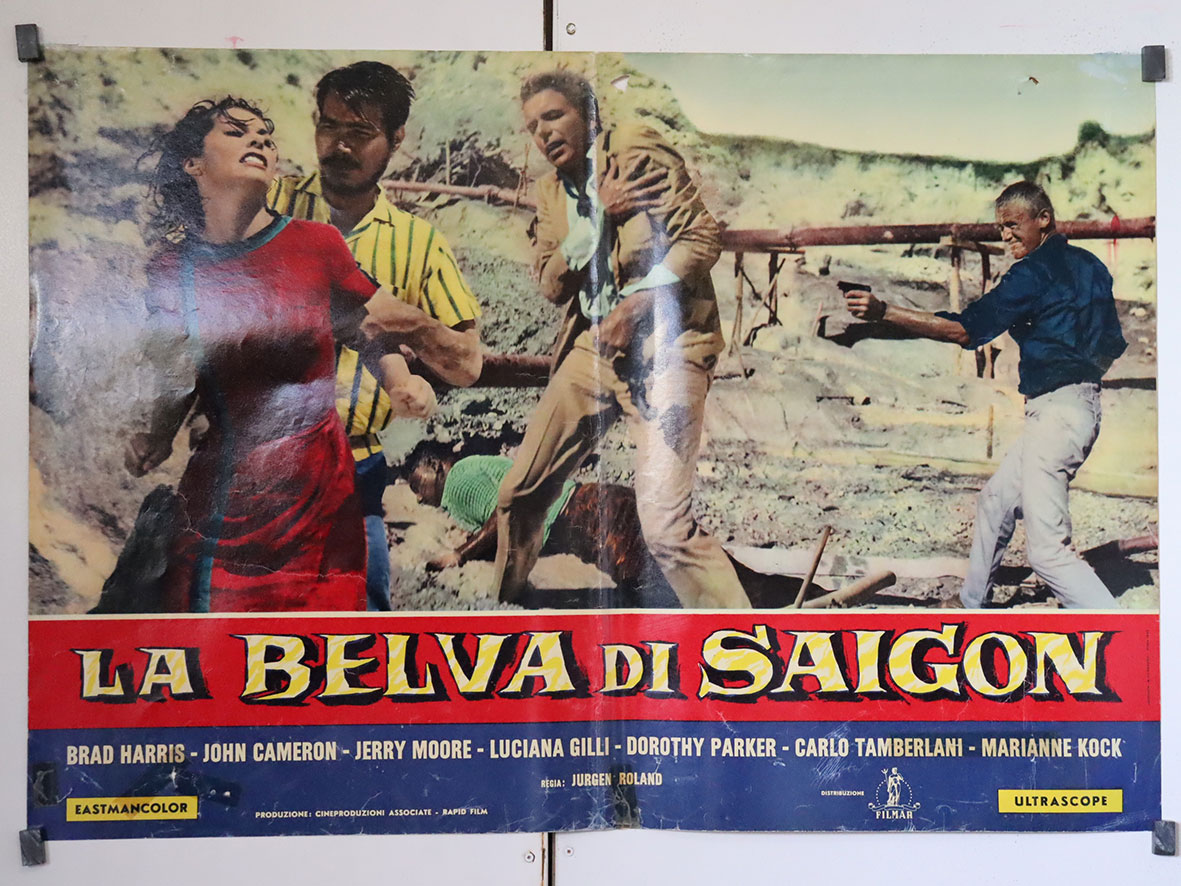 LA BELVA DI SAIGON
BRAD HARRIS - JOHN CAMERON - JERRY MOORE - LUCIANA GILLI - DOROTHY PARKER - CARLO TAMBERLANI - MARIANNE KOCK
REGIA: JURGEN ROLAND
EASTMANCOLOR
PRODUZIONE: CINEPRODUZIONI ASSOCIATE - RAPID FILM
DISTRIBUZIONE
FILMAR
ULTRASCOPE